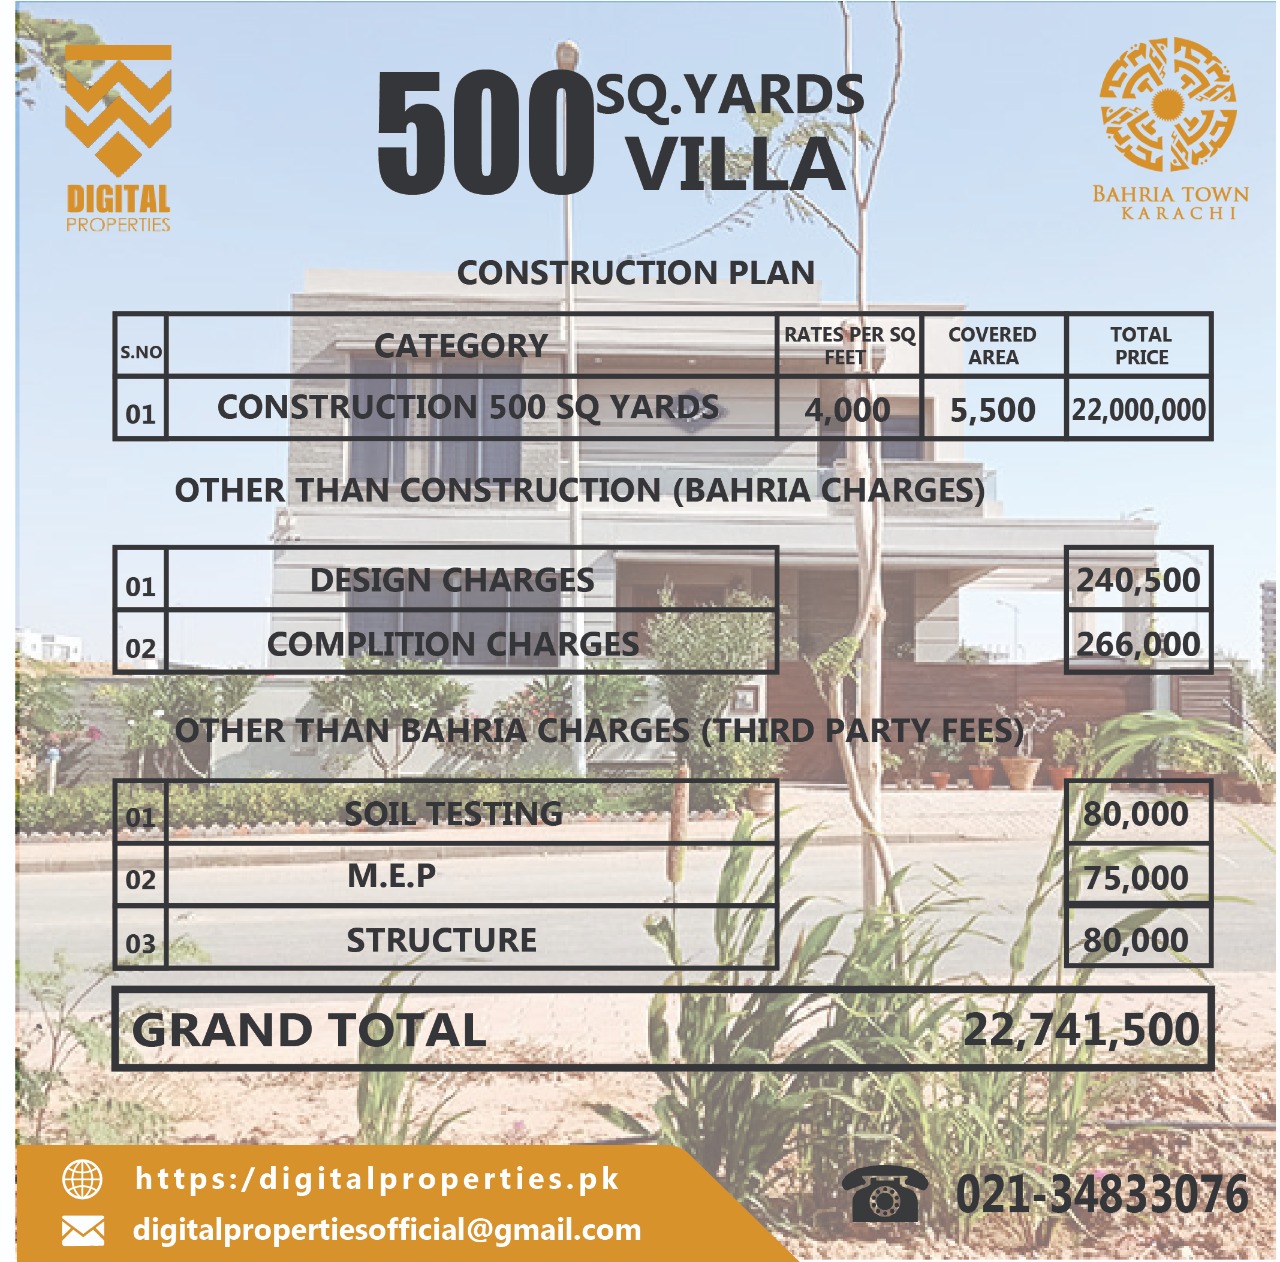 DIGITAL
PROPERTIES
500 SQ.YARDS
VILLA
BAHRIA TOWN
KARACHI
CONSTRUCTION PLAN
S.NO CATEGORY RATES PER SQ FEET COVERED AREA TOTAL PRICE
01 CONSTRUCTION 500 SQ YARDS 4,000 5,500 22,000,000
OTHER THAN CONSTRUCTION (BAHRIA CHARGES)
01 DESIGN CHARGES 240,500
02 COMPLITION CHARGES 266,000
OTHER THAN BAHRIA CHARGES (THIRD PARTY FEES)
01 SOIL TESTING 80,000
02 M.E.P 75,000
03 STRUCTURE 80,000
GRAND TOTAL 22,741,500
https:/digitalproperties.pk
digitalpropertiesofficial@gmail.com
021-34833076